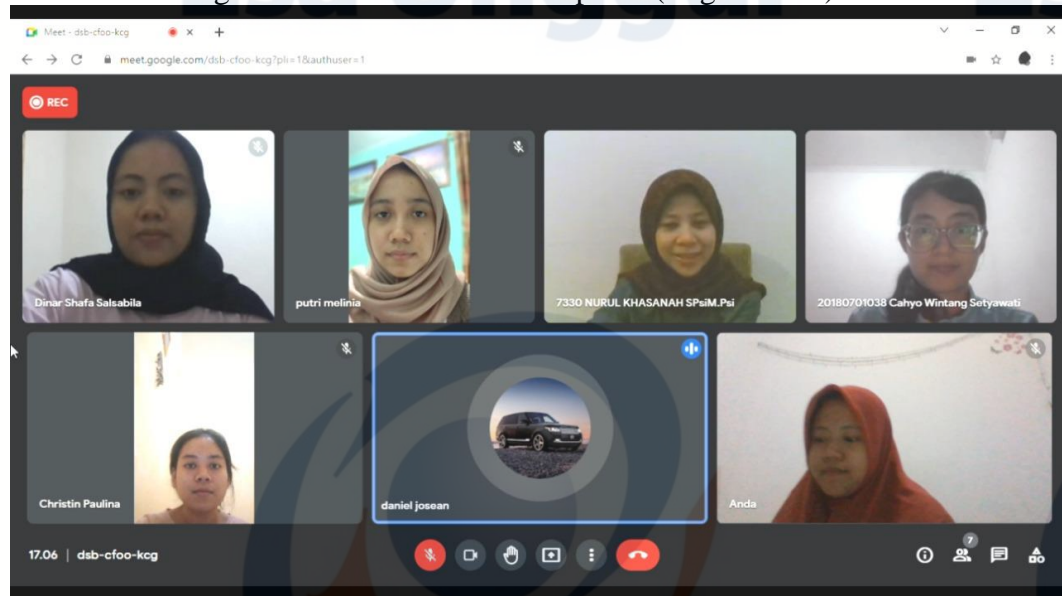 Meet - dsb-cfoo-kcg
meet.google.com/dsb-cfoo-kcg?pli=1&authuser=1
REC
Dinar Shafa Salsabila
putri melinia
7330 NURUL KHASANAH SPsiM.Psi
20180701038 Cahyo Wintang Setyawati
Christin Paulina
daniel josean
Anda
17.06 | dsb-cfoo-kcg
7